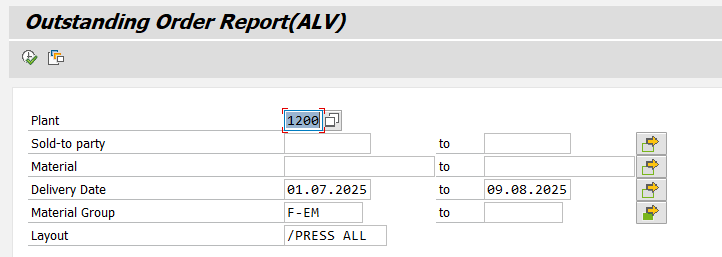 Outstanding Order Report(ALV)
Plant 1200
Sold-to party to
Material to
Delivery Date 01.07.2025 to 09.08.2025
Material Group F-EM to
Layout /PRESS ALL